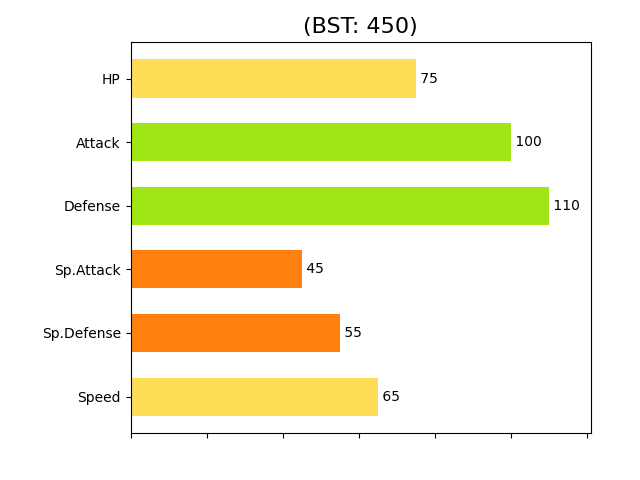 (BST: 450)
HP 75
Attack 100
Defense 110
Sp.Attack 45
Sp.Defense 55
Speed 65